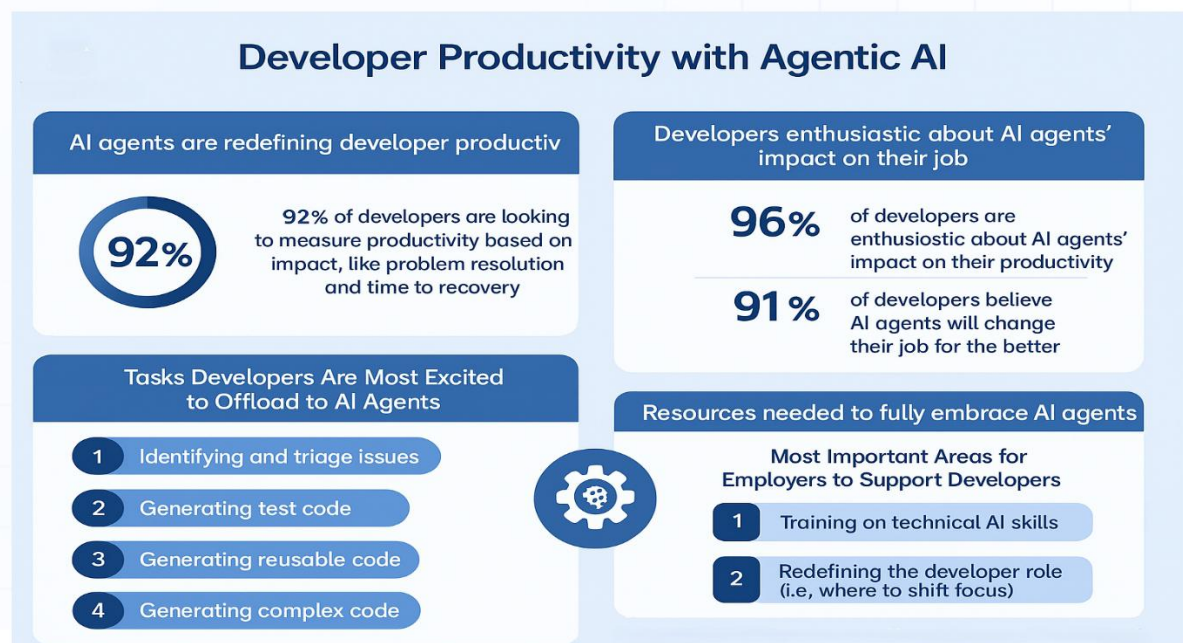 Developer Productivity with Agentic AI
AI agents are redefining developer productiv
92%
92% of developers are looking
to measure productivity based on
impact, like problem resolution
and time to recovery
Tasks Developers Are Most Excited
to Offload to AI Agents
1 Identifying and triage issues
2 Generating test code
3 Generating reusable code
4 Generating complex code
Developers enthusiastic about AI agents’
impact on their job
96% of developers are
enthusiostic about AI agents’
impact on their productivity
91% of developers believe
AI agents will change
their job for the better
Resources needed to fully embrace AI agents
Most Important Areas for
Employers to Support Developers
1 Training on technical AI skills
2 Redefining the developer role
(i.e, where to shift focus)